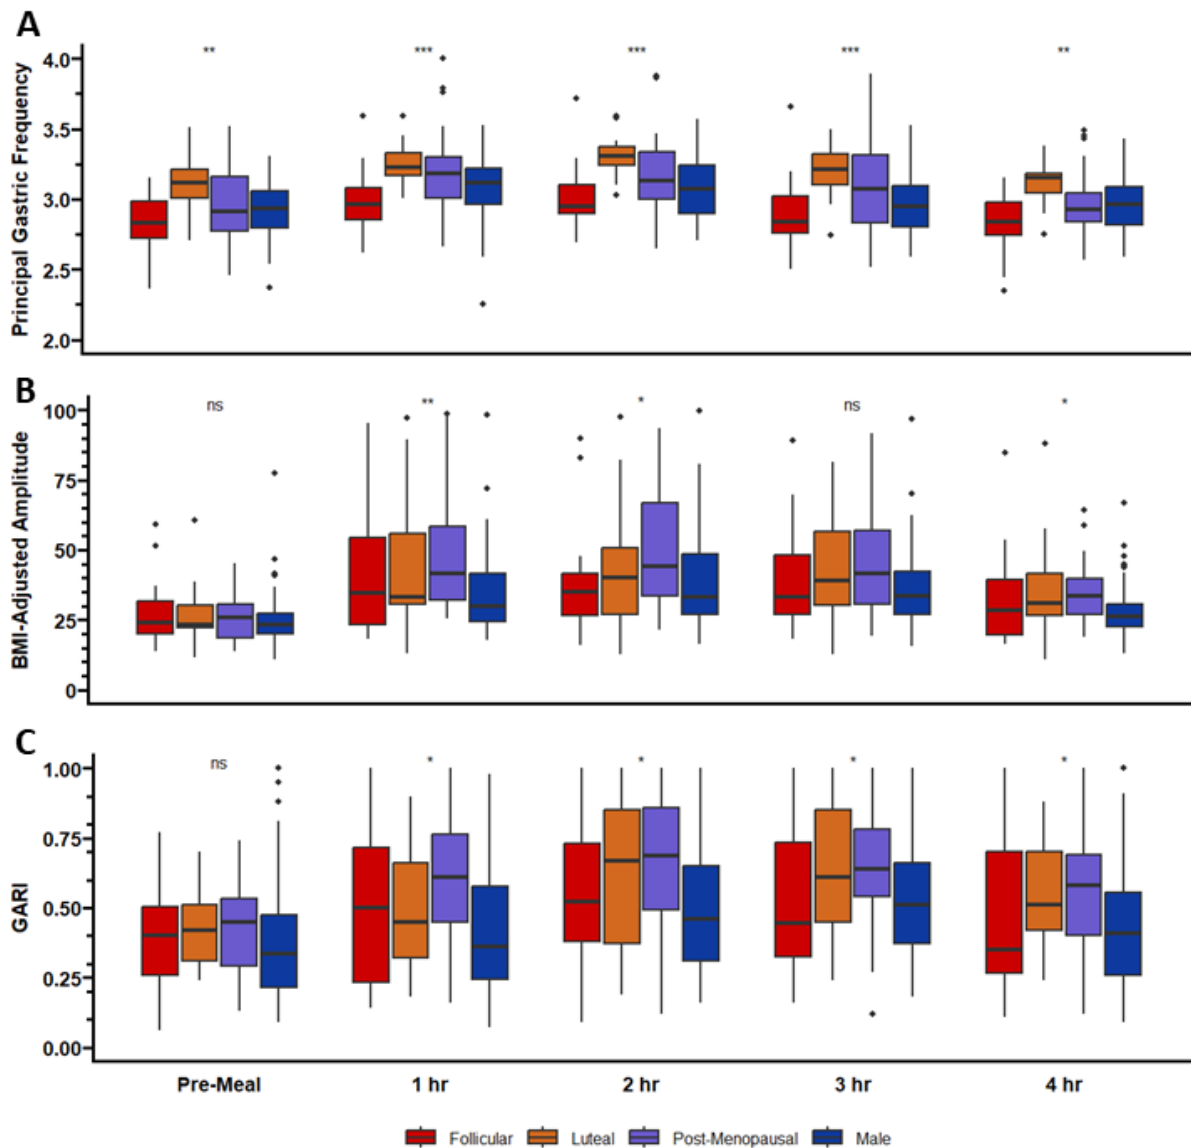 A
** *** *** *** **
Principal Gastric Frequency
4.0
3.5
3.0
2.5
2.0
B
ns ** * ns *
BMI-Adjusted Amplitude
100
75
50
25
0
C
ns * * * *
GARI
1.00
0.75
0.50
0.25
0.00
Pre-Meal 1 hr 2 hr 3 hr 4 hr
Follicular Luteal Post-Menopausal Male